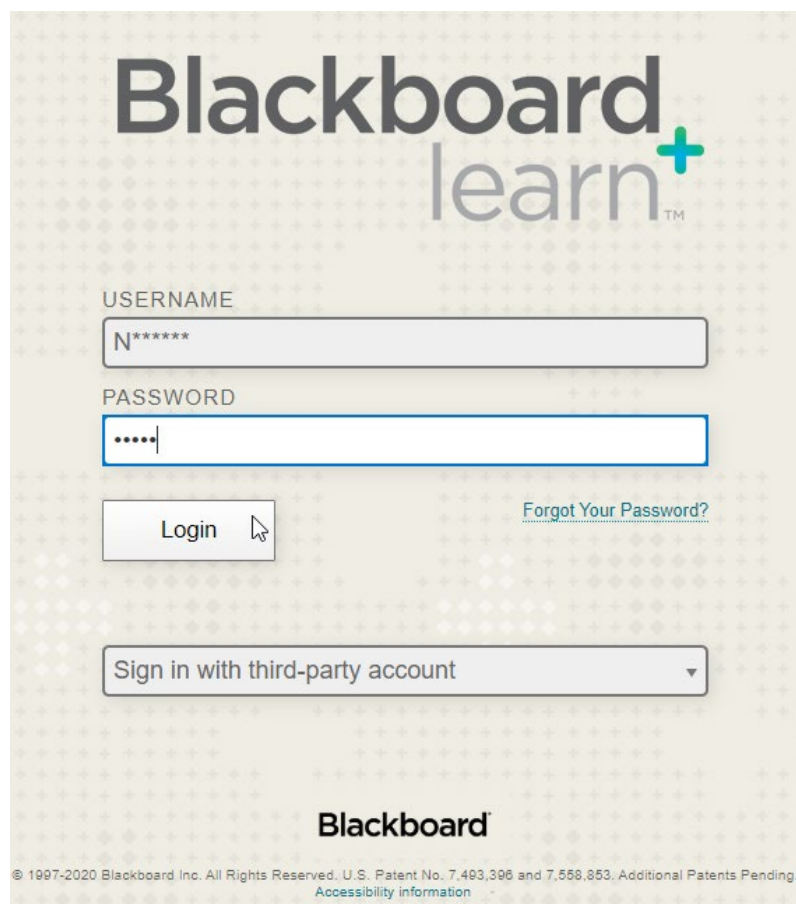 Blackboard
learn+™
USERNAME
N******
PASSWORD
•••••
Login
Forgot Your Password?
Sign in with third-party account
Blackboard
© 1997-2020 Blackboard Inc. All Rights Reserved. U.S. Patent No. 7,493,396 and 7,558,853. Additional Patents Pending.
Accessibility information